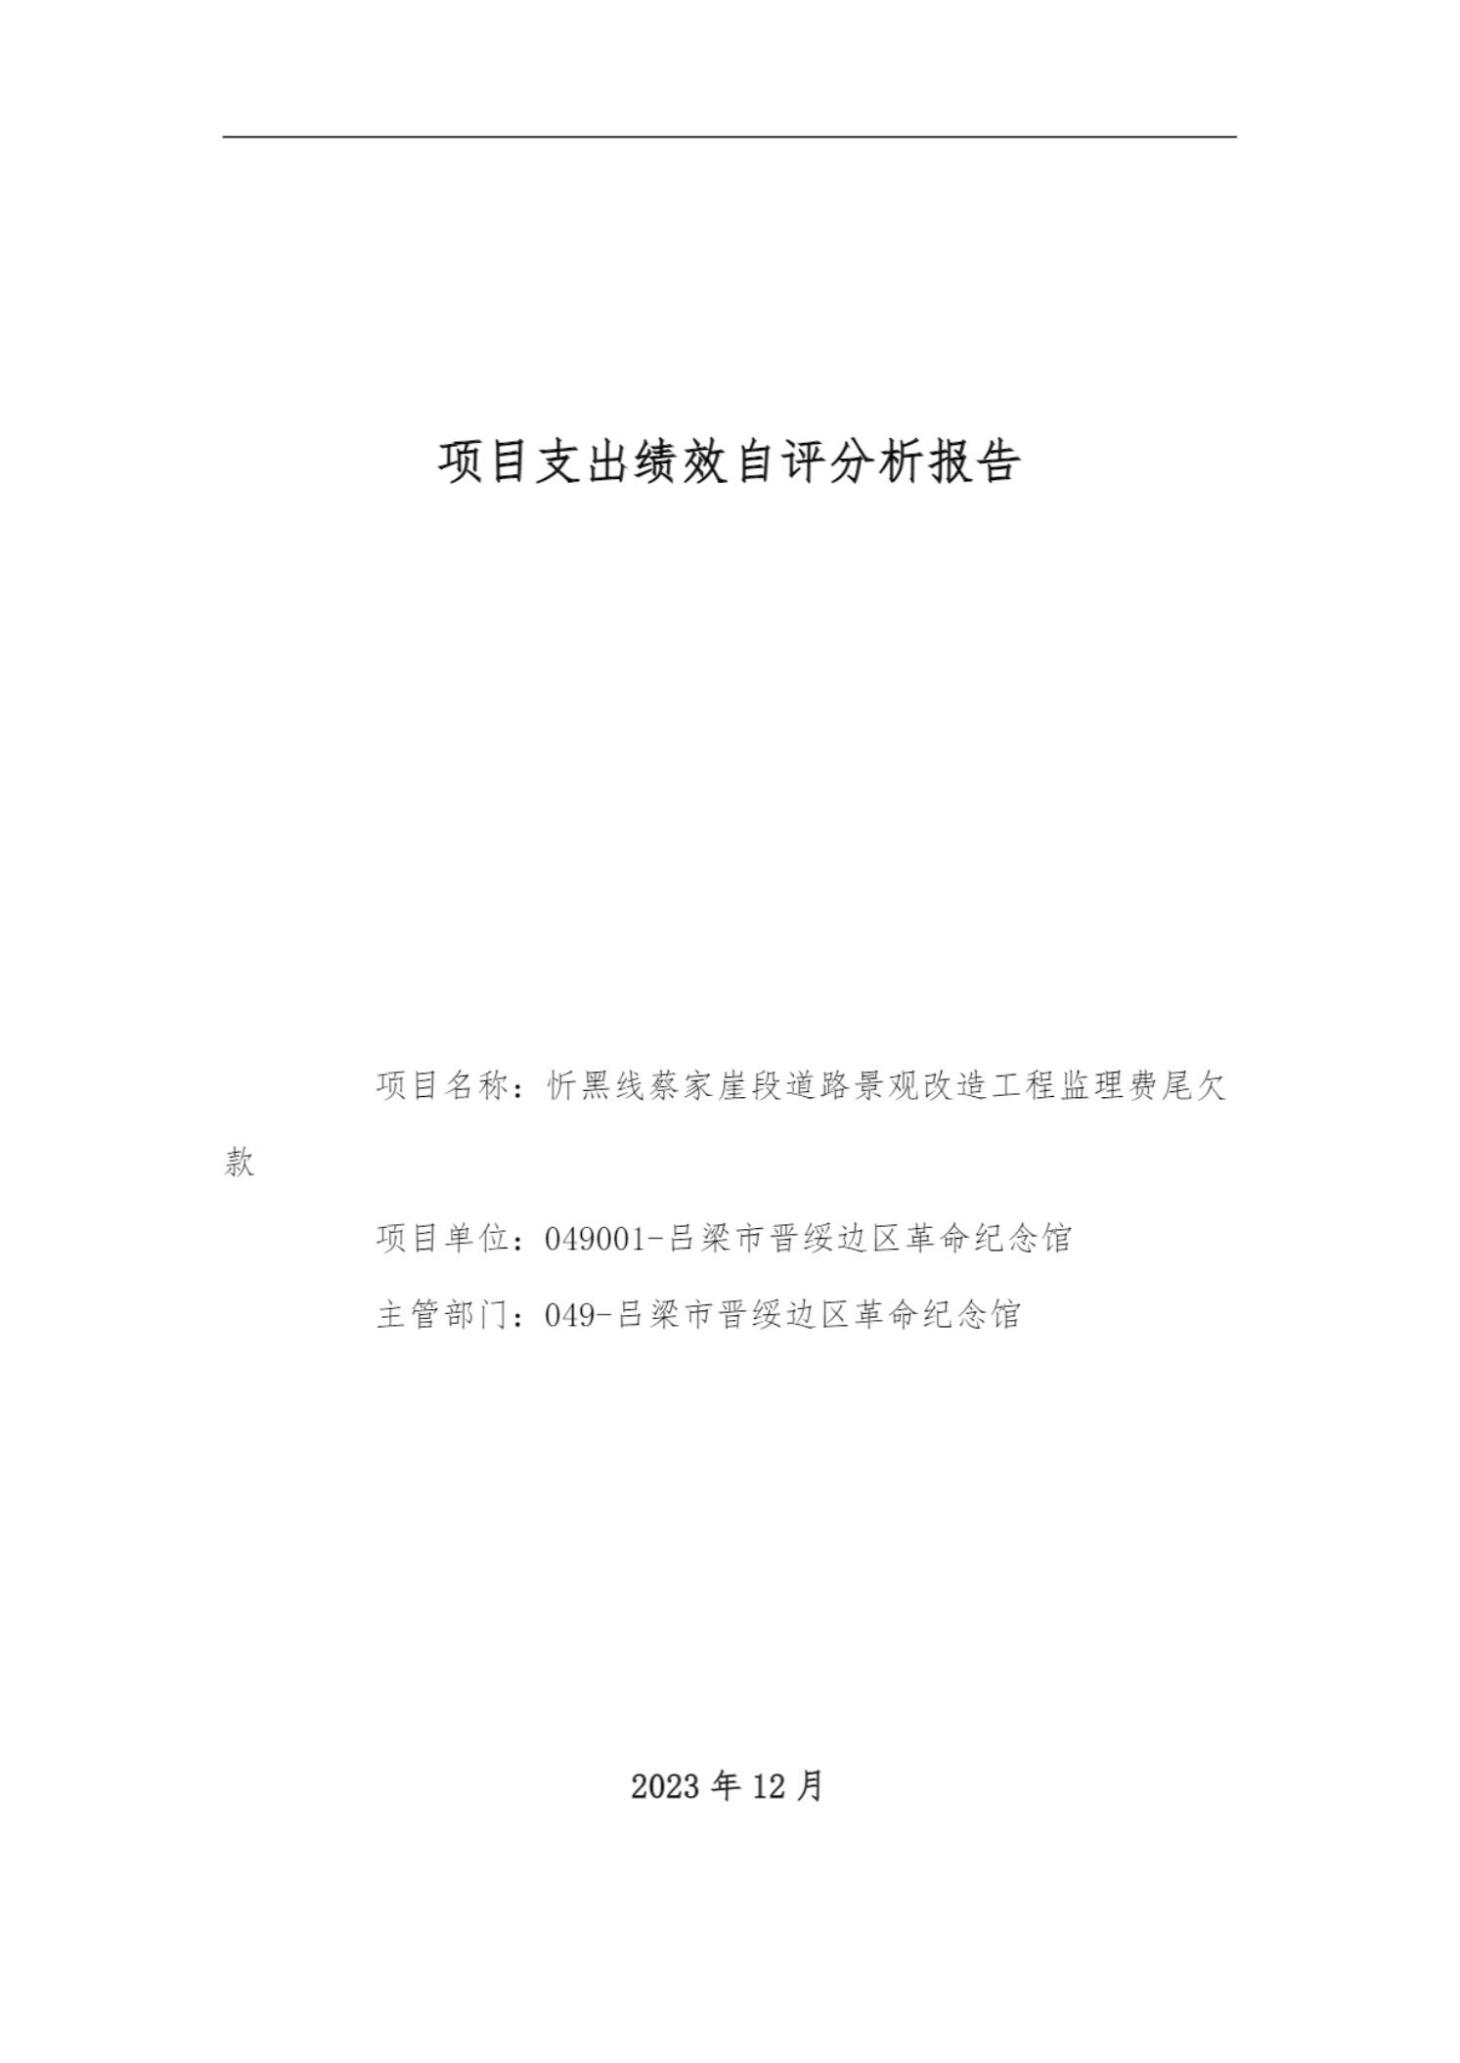 项目支出绩效自评分析报告
项目名称：忻黑线蔡家崖段道路景观改造工程监理费尾欠
款
项目单位：049001-吕梁市晋绥边区革命纪念馆
主管部门：049-吕梁市晋绥边区革命纪念馆
2023 年 12 月